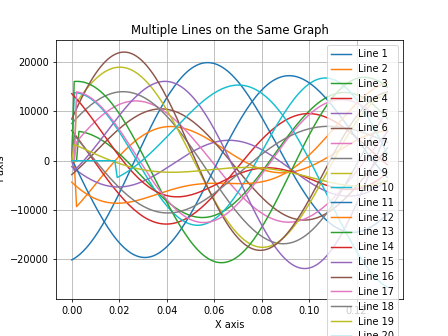 Multiple Lines on the Same Graph
20000
10000
0
−10000
−20000
0.00 0.02 0.04 0.06 0.08 0.10
X axis
Line 1
Line 2
Line 3
Line 4
Line 5
Line 6
Line 7
Line 8
Line 9
Line 10
Line 11
Line 12
Line 13
Line 14
Line 15
Line 16
Line 17
Line 18
Line 19
Line 20